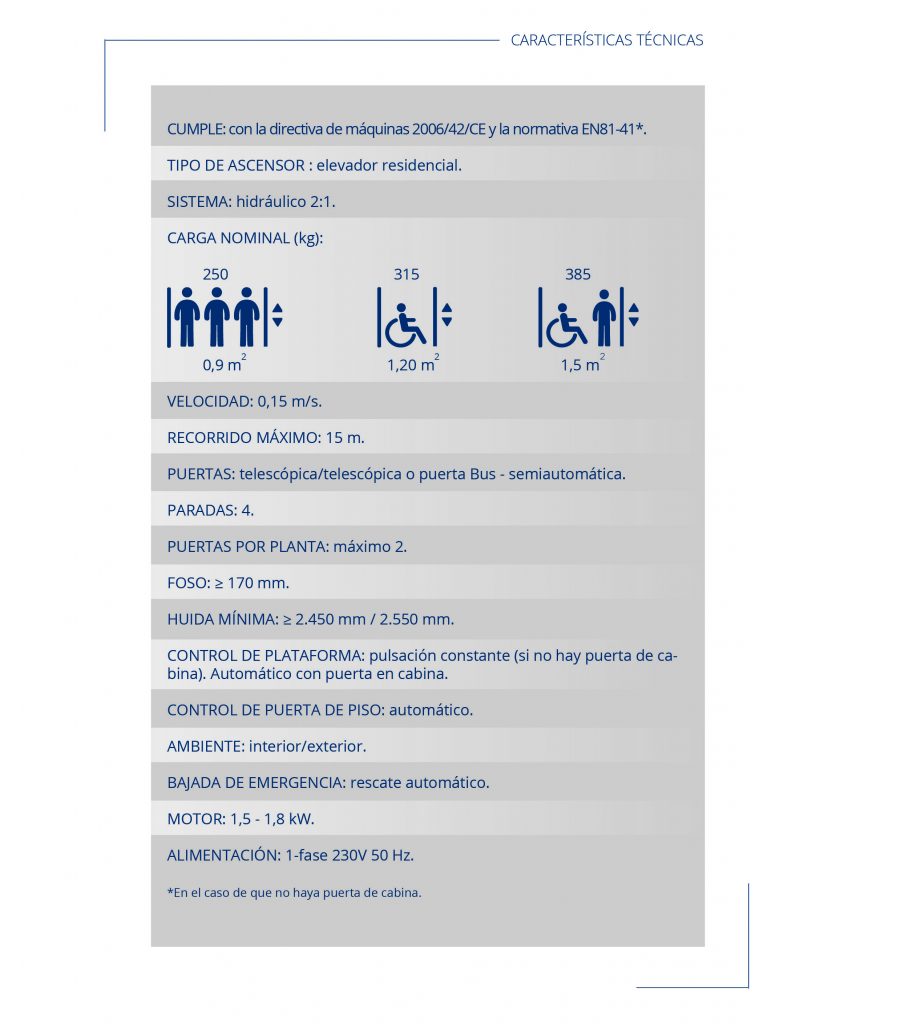 CARACTERÍSTICAS TÉCNICAS
CUMPLE: con la directiva de máquinas 2006/42/CE y la normativa EN81-41*.
TIPO DE ASCENSOR : elevador residencial.
SISTEMA: hidráulico 2:1.
CARGA NOMINAL (kg):
250 315 385
0,9 m² 1,20 m² 1,5 m²
VELOCIDAD: 0,15 m/s.
RECORRIDO MÁXIMO: 15 m.
PUERTAS: telescópica/telescópica o puerta Bus - semiautomática.
PARADAS: 4.
PUERTAS POR PLANTA: máximo 2.
FOSO: ≥ 170 mm.
HUIDA MÍNIMA: ≥ 2.450 mm / 2.550 mm.
CONTROL DE PLATAFORMA: pulsación constante (si no hay puerta de ca-
bina). Automático con puerta en cabina.
CONTROL DE PUERTA DE PISO: automático.
AMBIENTE: interior/exterior.
BAJADA DE EMERGENCIA: rescate automático.
MOTOR: 1,5 - 1,8 kW.
ALIMENTACIÓN: 1-fase 230V 50 Hz.
*En el caso de que no haya puerta de cabina.